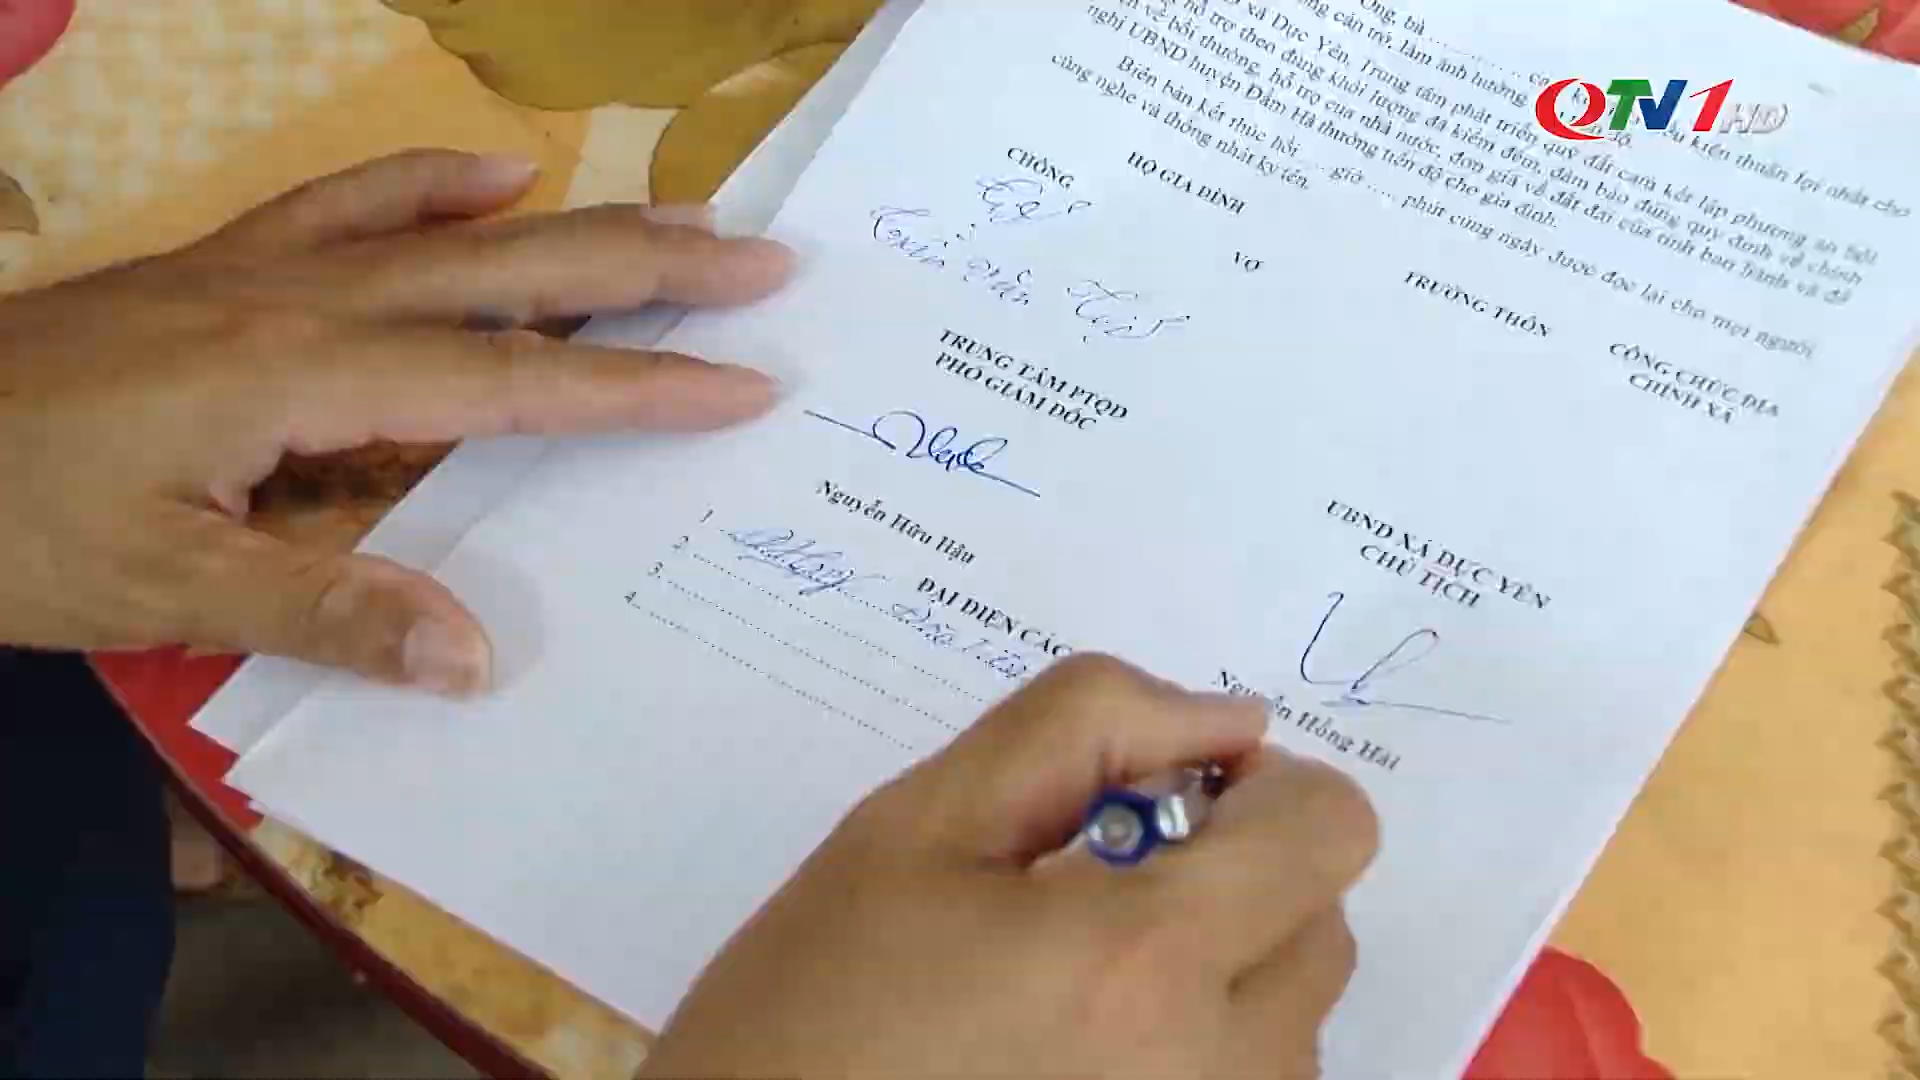 QTV1 HD
Ông, bà
xã Dực Yên, Trung tâm phát triển quỹ đất cam kết lập phương án bồi
hỗ trợ theo đúng khối lượng đã kiểm đếm, đảm bảo đúng quy định về chính
về bồi thường, hỗ trợ của nhà nước, đơn giá về đất đai của tỉnh ban hành và đề
nghị UBND huyện Đầm Hà thưởng tiến độ cho gia đình.
Biên bản kết thúc hồi .... giờ .... phút cùng ngày được đọc lại cho mọi người
cùng nghe và thống nhất ký tên.
HỘ GIA ĐÌNH
CHỒNG
VỢ
TRƯỞNG THÔN
CÔNG CHỨC ĐỊA
CHÍNH XÃ
TRUNG TÂM PTQĐ
PHÓ GIÁM ĐỐC
UBND XÃ DỰC YÊN
CHỦ TỊCH
Nguyễn Hữu Hậu
Nguyễn Hồng Hải
ĐẠI DIỆN CÁC
1.
2.
3.
4.